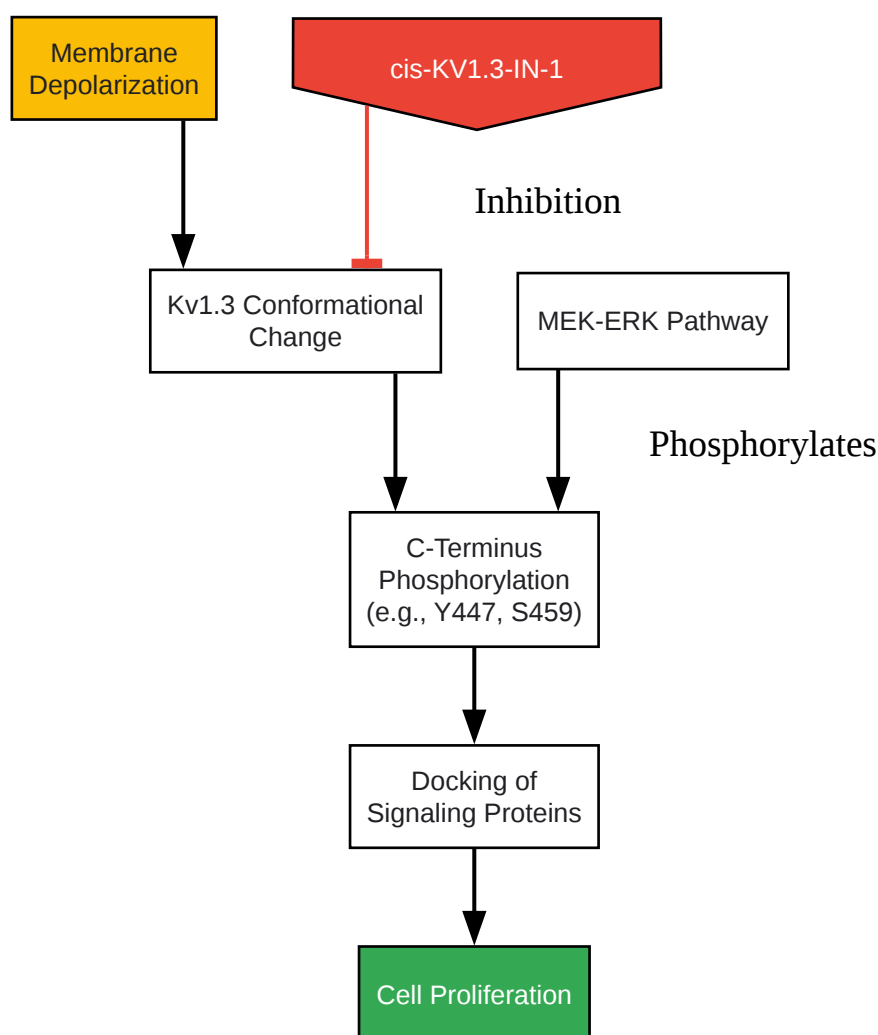 Membrane
Depolarization
cis-KV1.3-IN-1
Inhibition
Kv1.3 Conformational
Change
MEK-ERK Pathway
Phosphorylates
C-Terminus
Phosphorylation
(e.g., Y447, S459)
Docking of
Signaling Proteins
Cell Proliferation